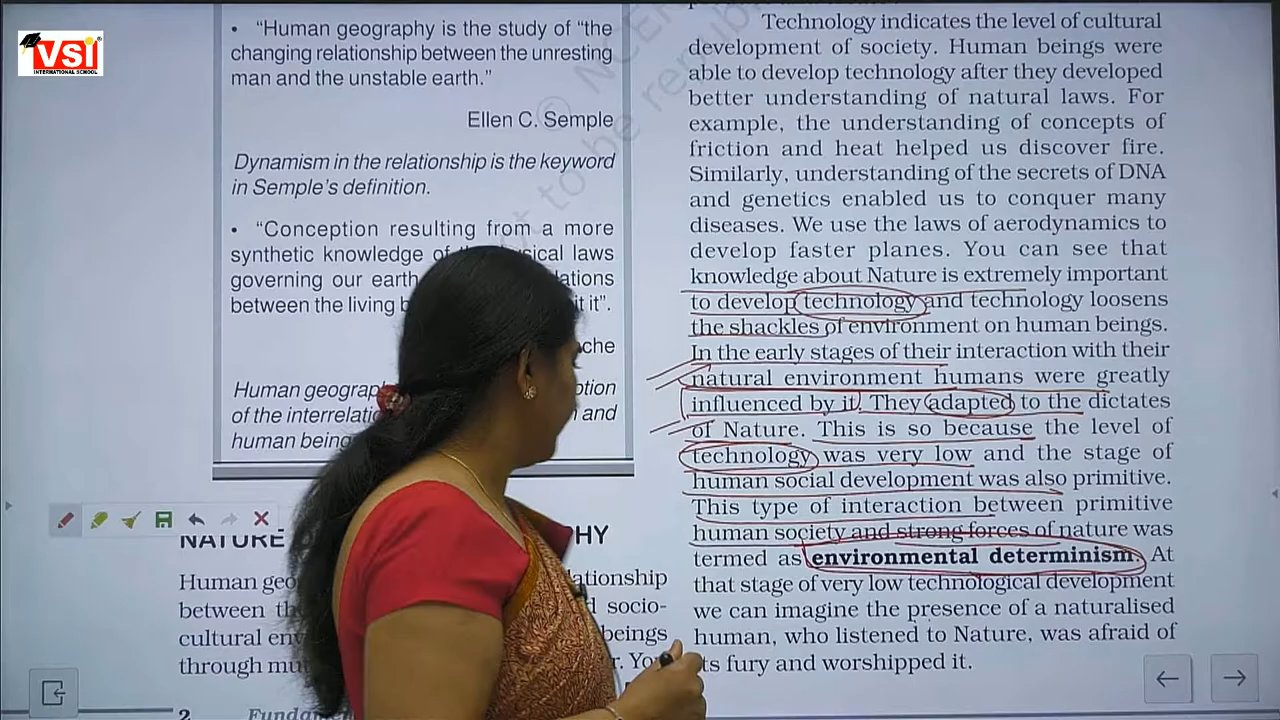 VSI
INTERNATIONAL SCHOOL
• "Human geography is the study of "the
changing relationship between the unresting
man and the unstable earth."
Ellen C. Semple
Dynamism in the relationship is the keyword
in Semple's definition.
• "Conception resulting from a more
synthetic knowledge of laws
governing our earth
between the living it".
Human
of the and
human
NATURE
Human
between
cultural
through
socio-
beings
2 
Technology indicates the level of cultural
development of society. Human beings were
able to develop technology after they developed
better understanding of natural laws. For
example, the understanding of concepts of
friction and heat helped us discover fire.
Similarly, understanding of the secrets of DNA
and genetics enabled us to conquer many
diseases. We use the laws of aerodynamics to
develop faster planes. You can see that
knowledge about Nature is extremely important
to develop technology and technology loosens
the shackles of environment on human beings.
In the early stages of their interaction with their
natural environment humans were greatly
influenced by it. They adapted to the dictates
of Nature. This is so because the level of
technology was very low and the stage of
human social development was also primitive.
This type of interaction between primitive
human society and strong forces of nature was
termed as environmental determinism. At
that stage of very low technological development
we can imagine the presence of a naturalised
human, who listened to Nature, was afraid of
its fury and worshipped it.